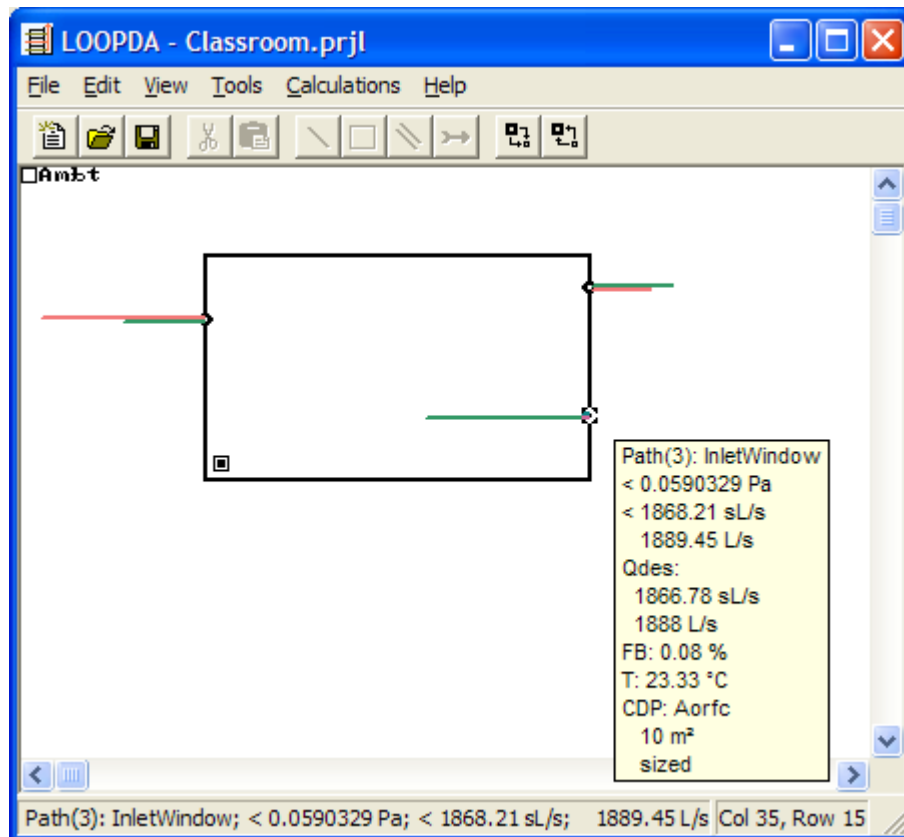 LOOPDA - Classroom.prjl
File Edit View Tools Calculations Help
Ambt
Path(3): InletWindow
< 0.0590329 Pa
< 1868.21 sL/s
1889.45 L/s
Qdes:
1866.78 sL/s
1888 L/s
FB: 0.08 %
T: 23.33 °C
CDP: Aorfc
10 m²
sized
Path(3): InletWindow; < 0.0590329 Pa; < 1868.21 sL/s; 1889.45 L/s Col 35, Row 15